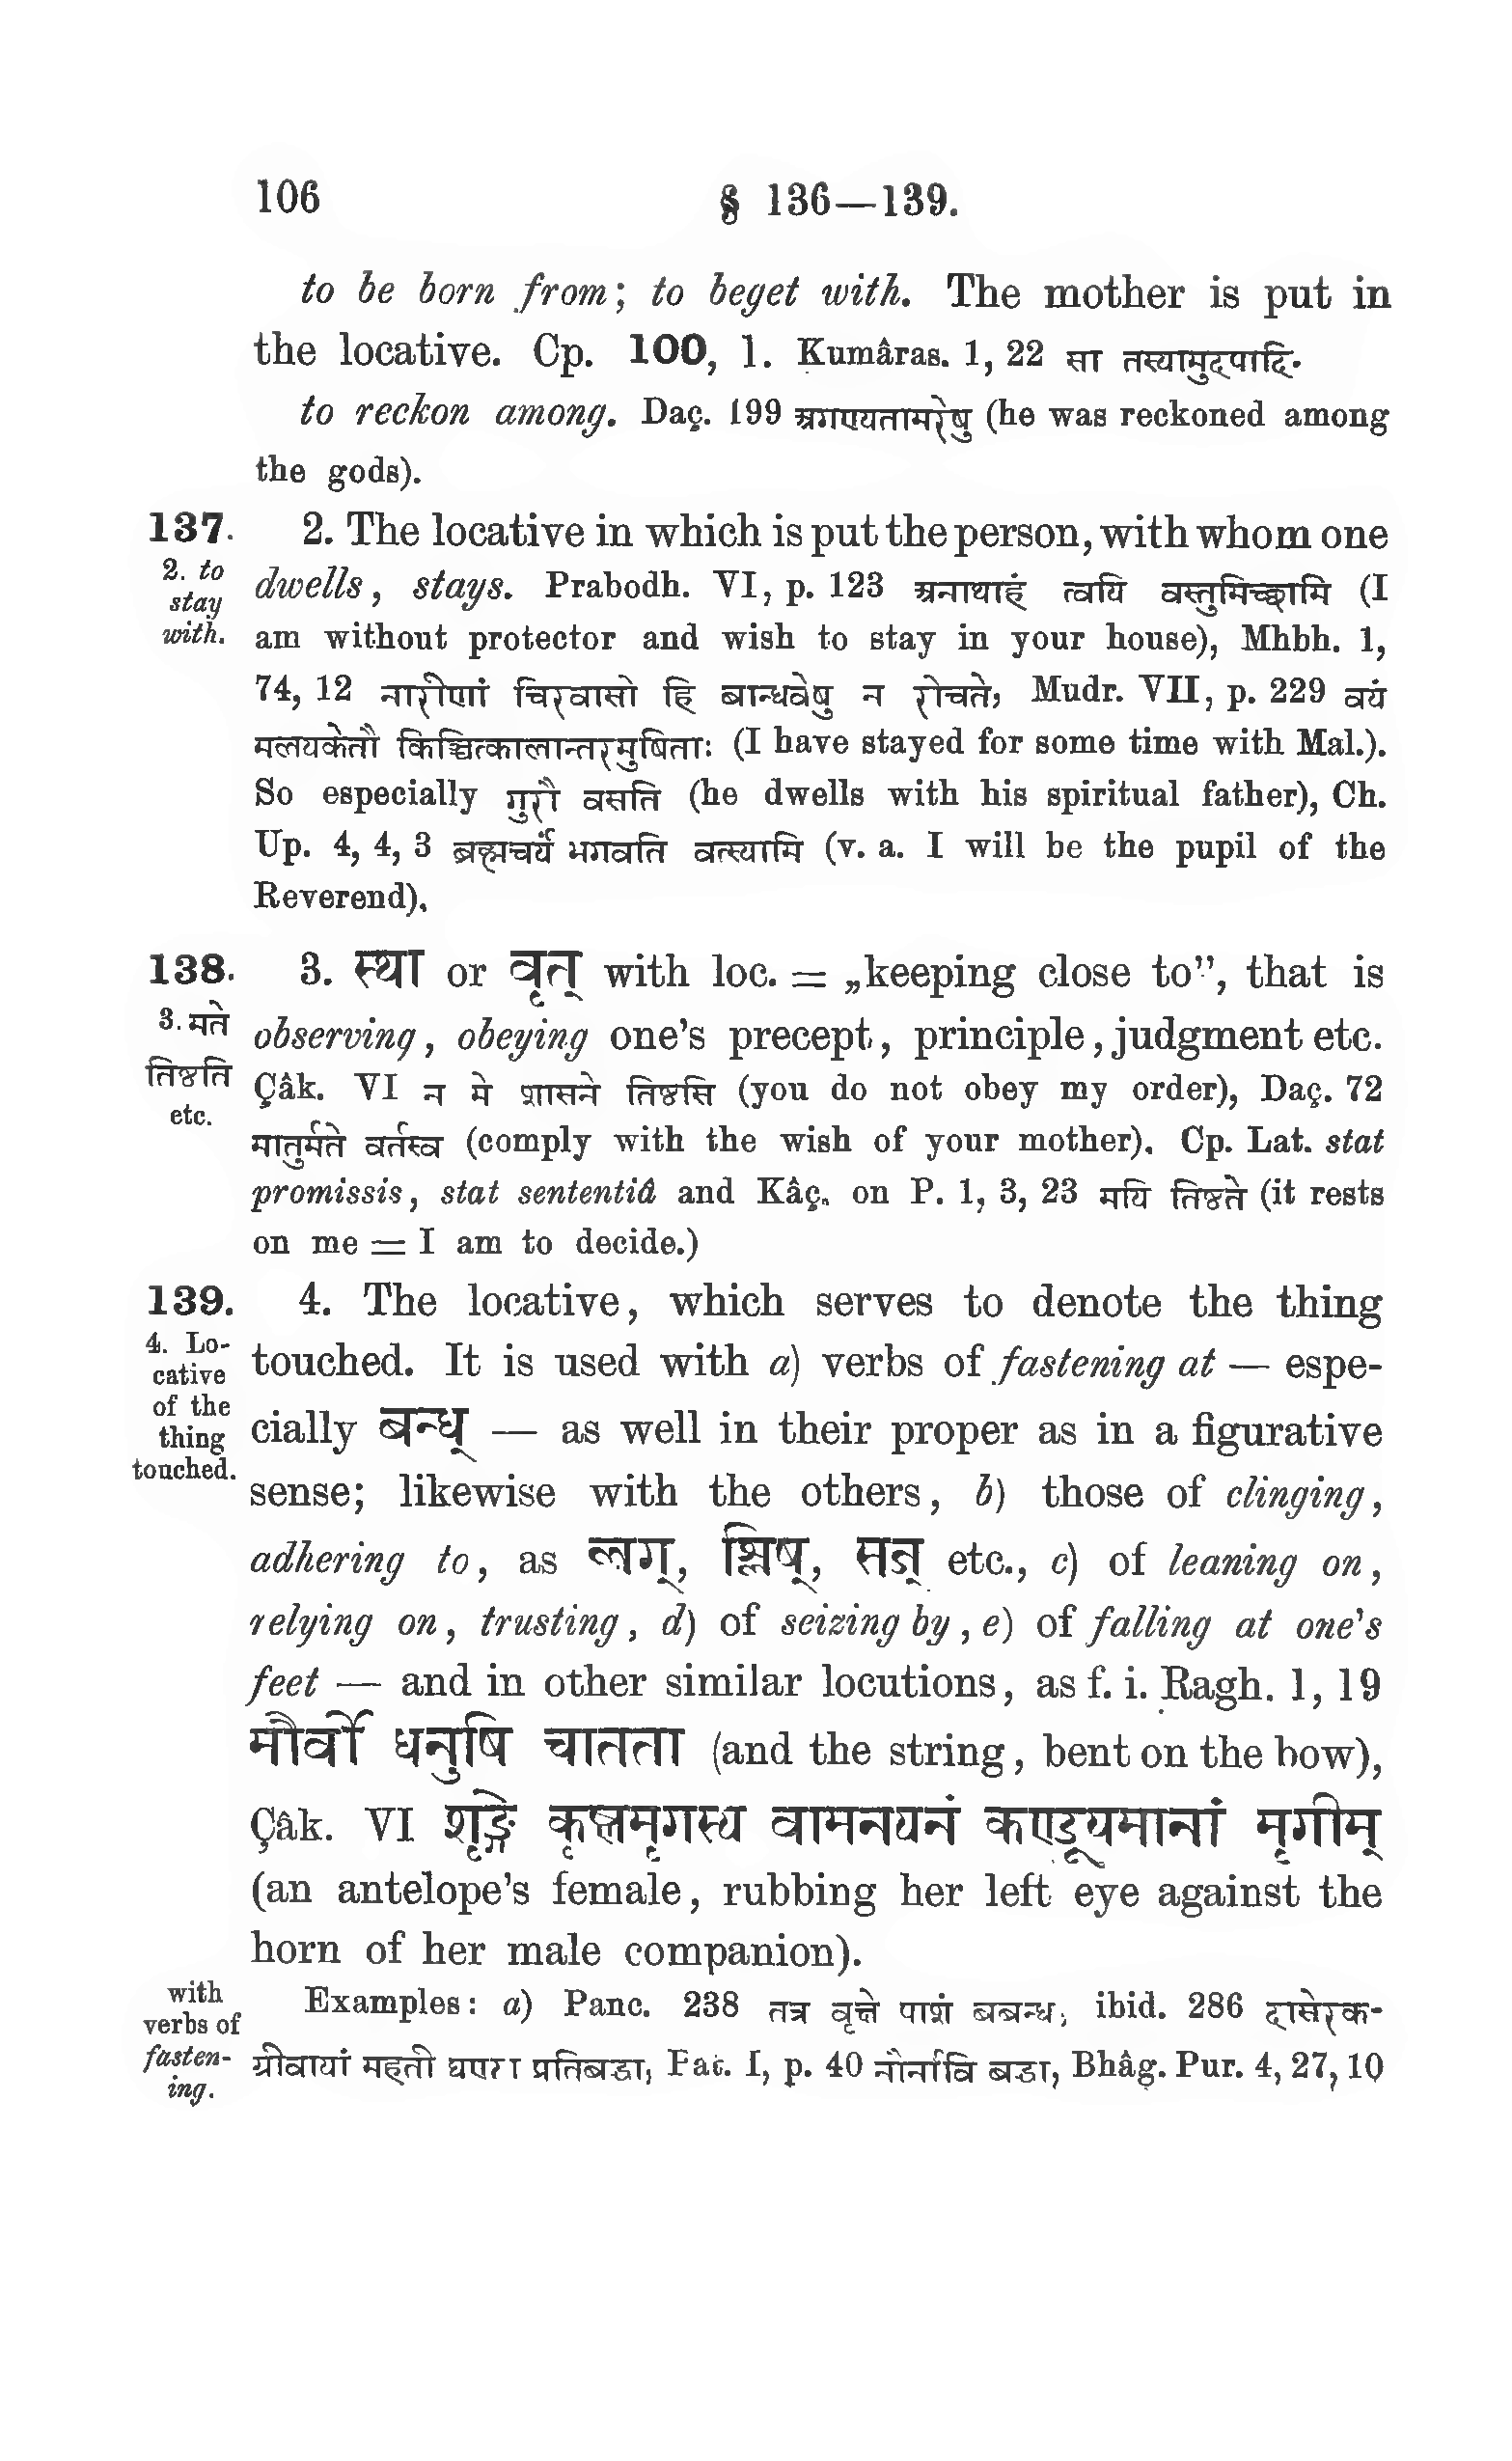 106
§ 136—139.
to be born from; to beget with. The mother is put in
the locative. Cp. 100, 1. Kumâras. 1, 22 सा तस्यामुदपादि.
to reckon among. Daç. 199 अगण्यतामरेषु (he was reckoned among
the gods).
137. 2. The locative in which is put the person, with whom one
2. to stay with.
dwells, stays. Prabodh. VI, p. 123 अनाथाहं त्वयि वस्तुमिच्छामि (I
am without protector and wish to stay in your house), Mhbh. 1,
74, 12 नारीणां चिरवासो हि बान्धवेषु न रोचते, Mudr. VII, p. 229 वयं
मलयकेतौ किञ्चित्कालान्तरमुषिताः (I have stayed for some time with Mal.).
So especially गुरौ वसति (he dwells with his spiritual father), Ch.
Up. 4, 4, 3 ब्रह्मचर्यं भगवति वत्स्यामि (v. a. I will be the pupil of the
Reverend).
138. 3. स्था or वृत् with loc. = „keeping close to”, that is
3. मते तिष्ठति etc.
observing, obeying one's precept, principle, judgment etc.
Çâk. VI न मे शासने तिष्ठसि (you do not obey my order), Daç. 72
मातुर्मते वर्तस्व (comply with the wish of your mother). Cp. Lat. stat
promissis, stat sententiâ and Kâç. on P. 1, 3, 23 मयि तिष्ठते (it rests
on me = I am to decide.)
139. 4. The locative, which serves to denote the thing
4. Lo-
cative
of the
thing
touched.
touched. It is used with a) verbs of fastening at — espe-
cially बन्ध् — as well in their proper as in a figurative
sense; likewise with the others, b) those of clinging,
adhering to, as लग्, श्लिष्, सञ्ज् etc., c) of leaning on,
relying on, trusting, d) of seizing by, e) of falling at one's
feet — and in other similar locutions, as f. i. Ragh. 1, 19
मौर्वी धनुषि चातता (and the string, bent on the bow),
Çâk. VI शृङ्गे कृष्णमृगस्य वामनयनं कण्डूयमानां मृगीम्
(an antelope's female, rubbing her left eye against the
horn of her male companion).
with
verbs of
fasten-
ing.
Examples: a) Panc. 238 तत्र वृक्षे पाशं बबन्ध, ibid. 286 दासेरक-
ग्रीवायां महती घण्टा प्रतिबद्धा, Pat. I, p. 40 नौर्नावि बद्धा, Bhâg. Pur. 4, 27, 10